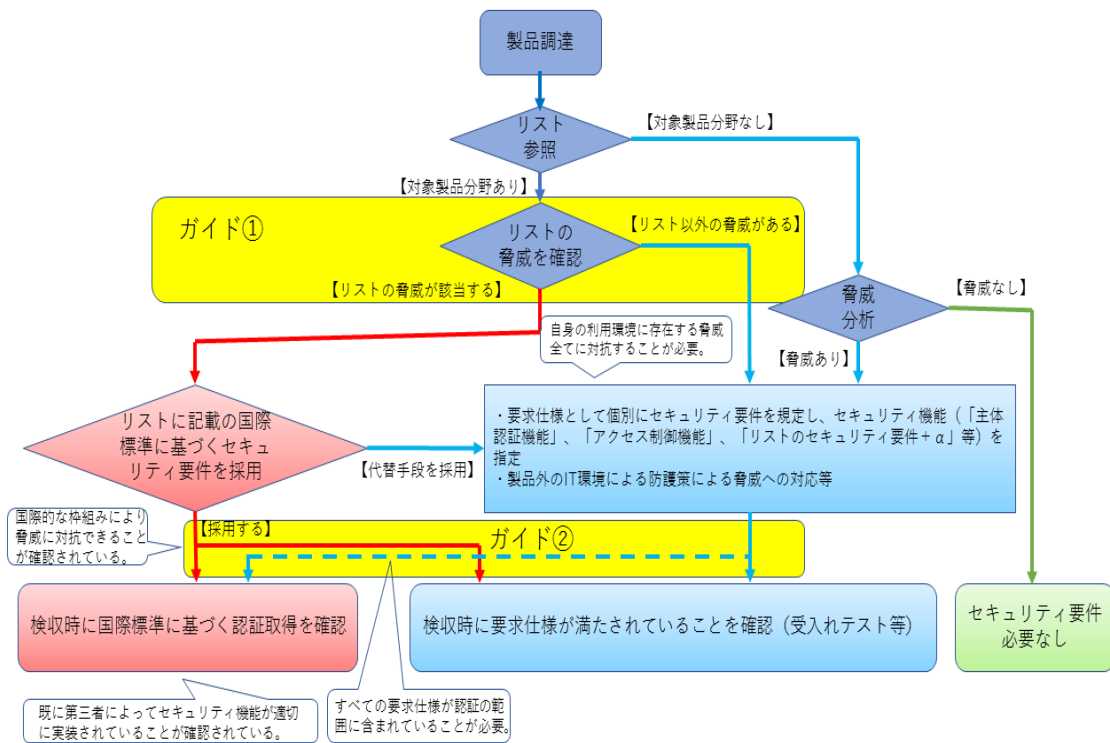 製品調達
リスト
参照
【対象製品分野なし】
【対象製品分野あり】
ガイド①
リストの
脅威を確認
【リスト以外の脅威がある】
【リストの脅威が該当する】
脅威
分析
【脅威なし】
【脅威あり】
自身の利用環境に存在する脅威
全てに対抗することが必要。
リストに記載の国際
標準に基づくセキュ
リティ要件を採用
【代替手段を採用】
・要求仕様として個別にセキュリティ要件を規定し、セキュリティ機能（「主体
認証機能」、「アクセス制御機能」、「リストのセキュリティ要件＋α」等）を
指定
・製品外のIT環境による防護策による脅威への対応等
国際的な枠組みにより
脅威に対抗できること
が確認されている。
【採用する】
ガイド②
検収時に国際標準に基づく認証取得を確認
検収時に要求仕様が満たされていることを確認（受入れテスト等）
セキュリティ要件
必要なし
既に第三者によってセキュリティ機能が適切
に実装されていることが確認されている。
すべての要求仕様が認証の範
囲に含まれていることが必要。